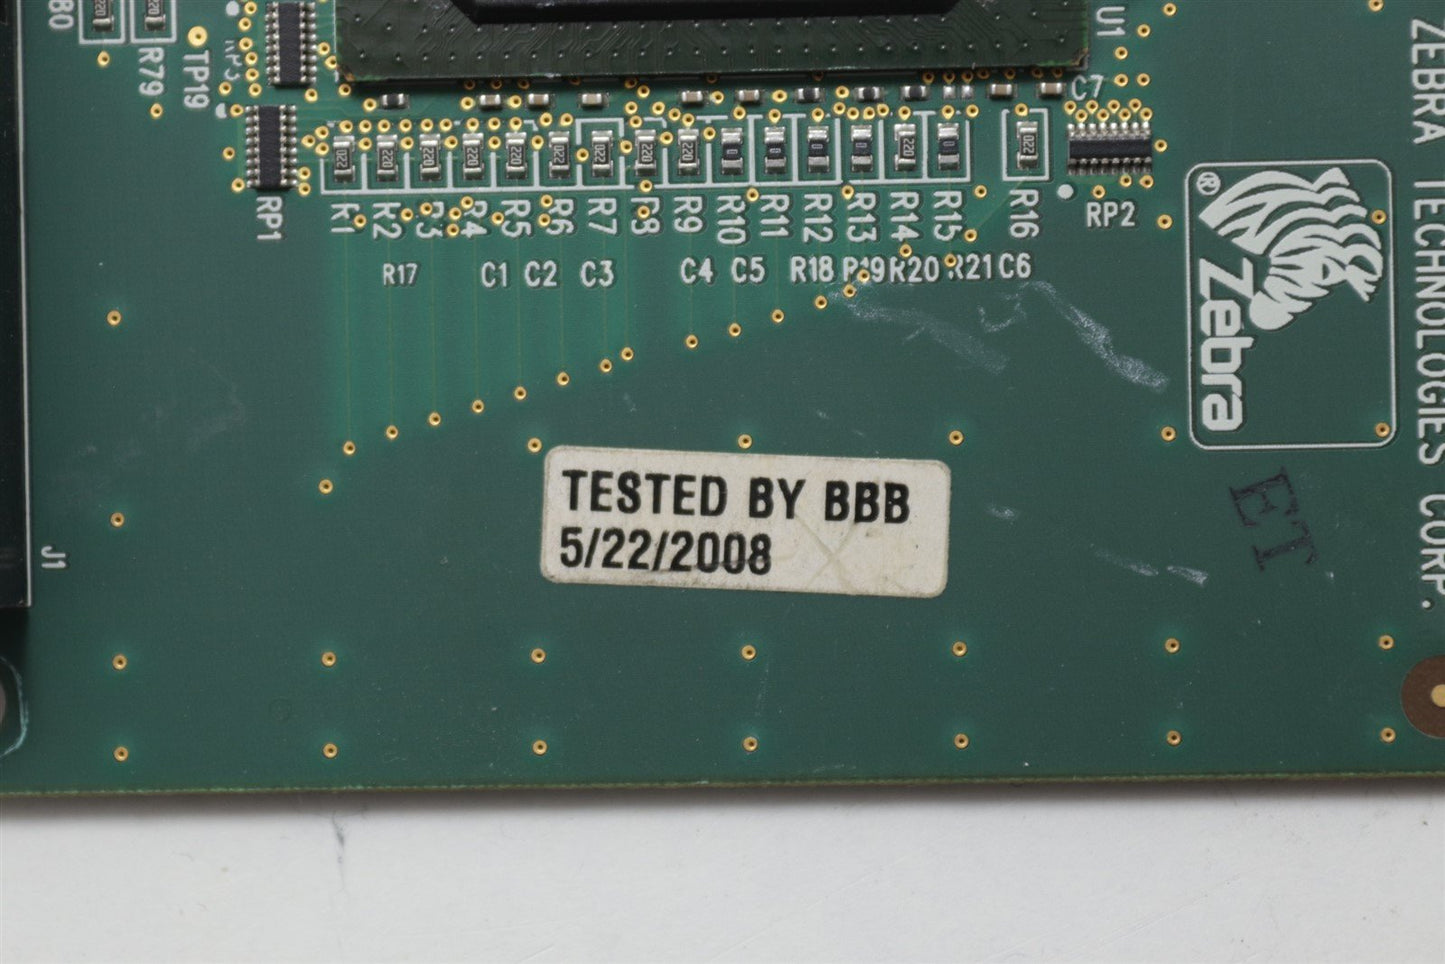 80
R79
TP19
U1
C7
RP1
R1 R2 R3 R4 R5 R6 R7 R8 R9 R10 R11 R12 R13 R14 R15 R16
RP2
R17 C1 C2 C3 C4 C5 R18 R19 R20 R21 C6
® Zebra
ZEBRA TECHNOLOGIES CORP.
TESTED BY BBB
5/22/2008
ET
J1